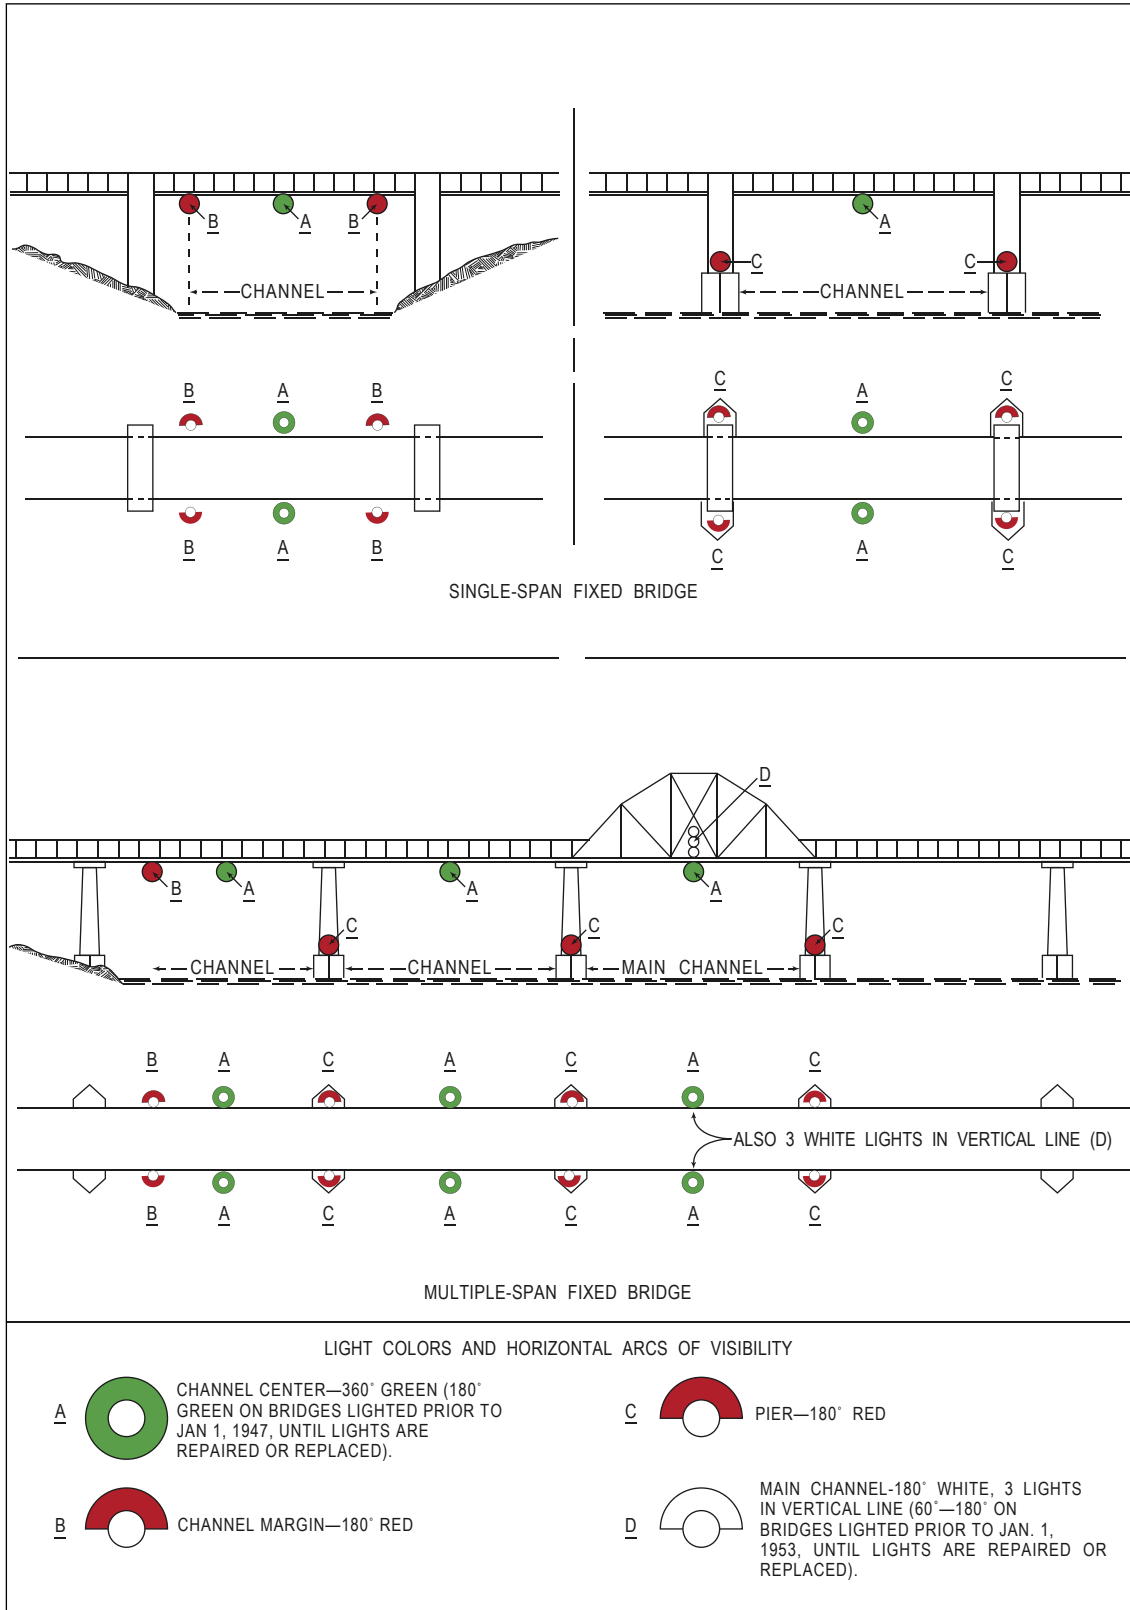 B
A
B
CHANNEL
A
C
C
CHANNEL
B
A
B
B
A
B
C
A
C
C
A
C
SINGLE-SPAN FIXED BRIDGE
D
B
A
A
A
C
C
C
CHANNEL
CHANNEL
MAIN CHANNEL
B
A
C
A
C
A
C
ALSO 3 WHITE LIGHTS IN VERTICAL LINE (D)
B
A
C
A
C
A
C
MULTIPLE-SPAN FIXED BRIDGE
LIGHT COLORS AND HORIZONTAL ARCS OF VISIBILITY
A
CHANNEL CENTER—360° GREEN (180°
GREEN ON BRIDGES LIGHTED PRIOR TO
JAN 1, 1947, UNTIL LIGHTS ARE
REPAIRED OR REPLACED).
B
CHANNEL MARGIN—180° RED
C
PIER—180° RED
D
MAIN CHANNEL-180° WHITE, 3 LIGHTS
IN VERTICAL LINE (60°—180° ON
BRIDGES LIGHTED PRIOR TO JAN. 1,
1953, UNTIL LIGHTS ARE REPAIRED OR
REPLACED).